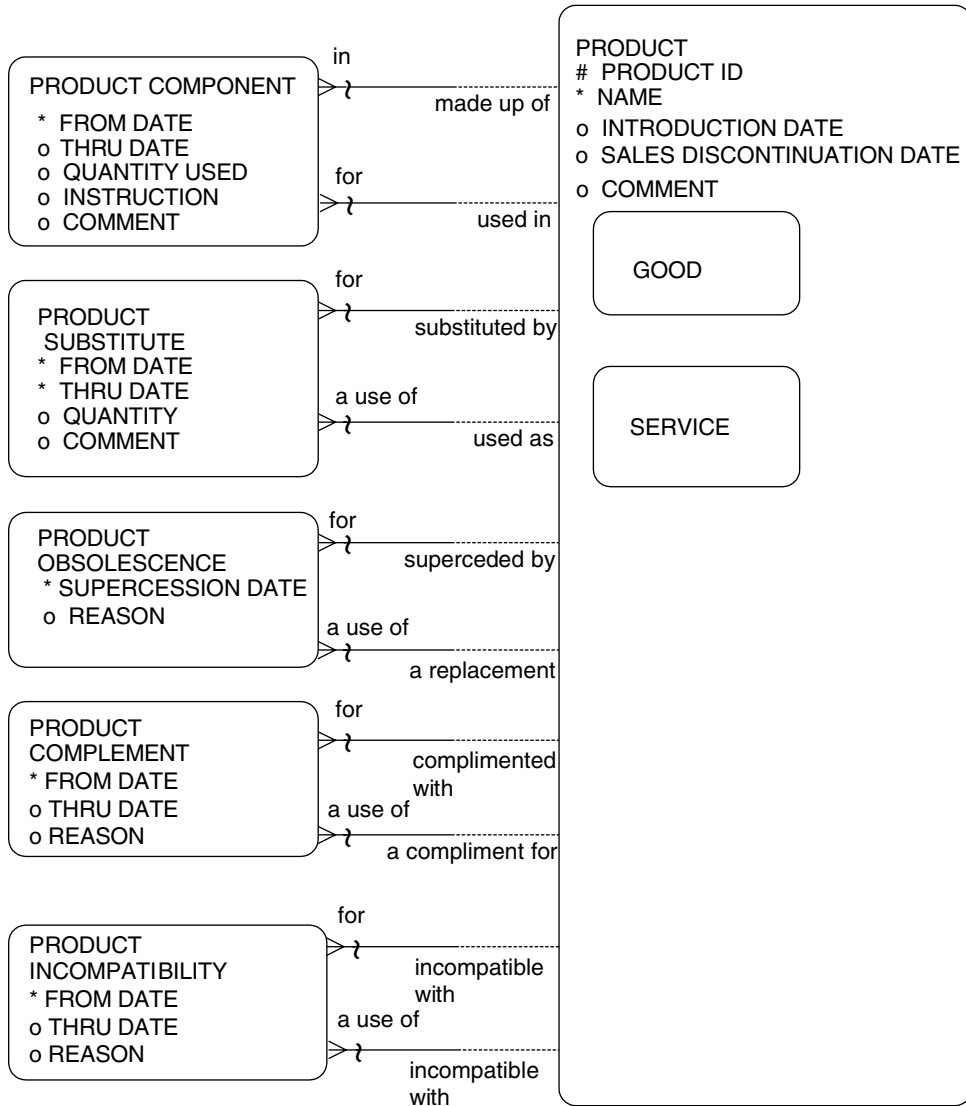 PRODUCT COMPONENT
* FROM DATE
o THRU DATE
o QUANTITY USED
o INSTRUCTION
o COMMENT
in
made up of
for
used in
PRODUCT
SUBSTITUTE
* FROM DATE
* THRU DATE
o QUANTITY
o COMMENT
for
substituted by
a use of
used as
PRODUCT
OBSOLESCENCE
* SUPERCESSION DATE
o REASON
for
superceded by
a use of
a replacement
PRODUCT
COMPLEMENT
* FROM DATE
o THRU DATE
o REASON
for
complimented
with
a use of
a compliment for
PRODUCT
INCOMPATIBILITY
* FROM DATE
o THRU DATE
o REASON
for
incompatible
with
a use of
incompatible
with
PRODUCT
# PRODUCT ID
* NAME
o INTRODUCTION DATE
o SALES DISCONTINUATION DATE
o COMMENT
GOOD
SERVICE